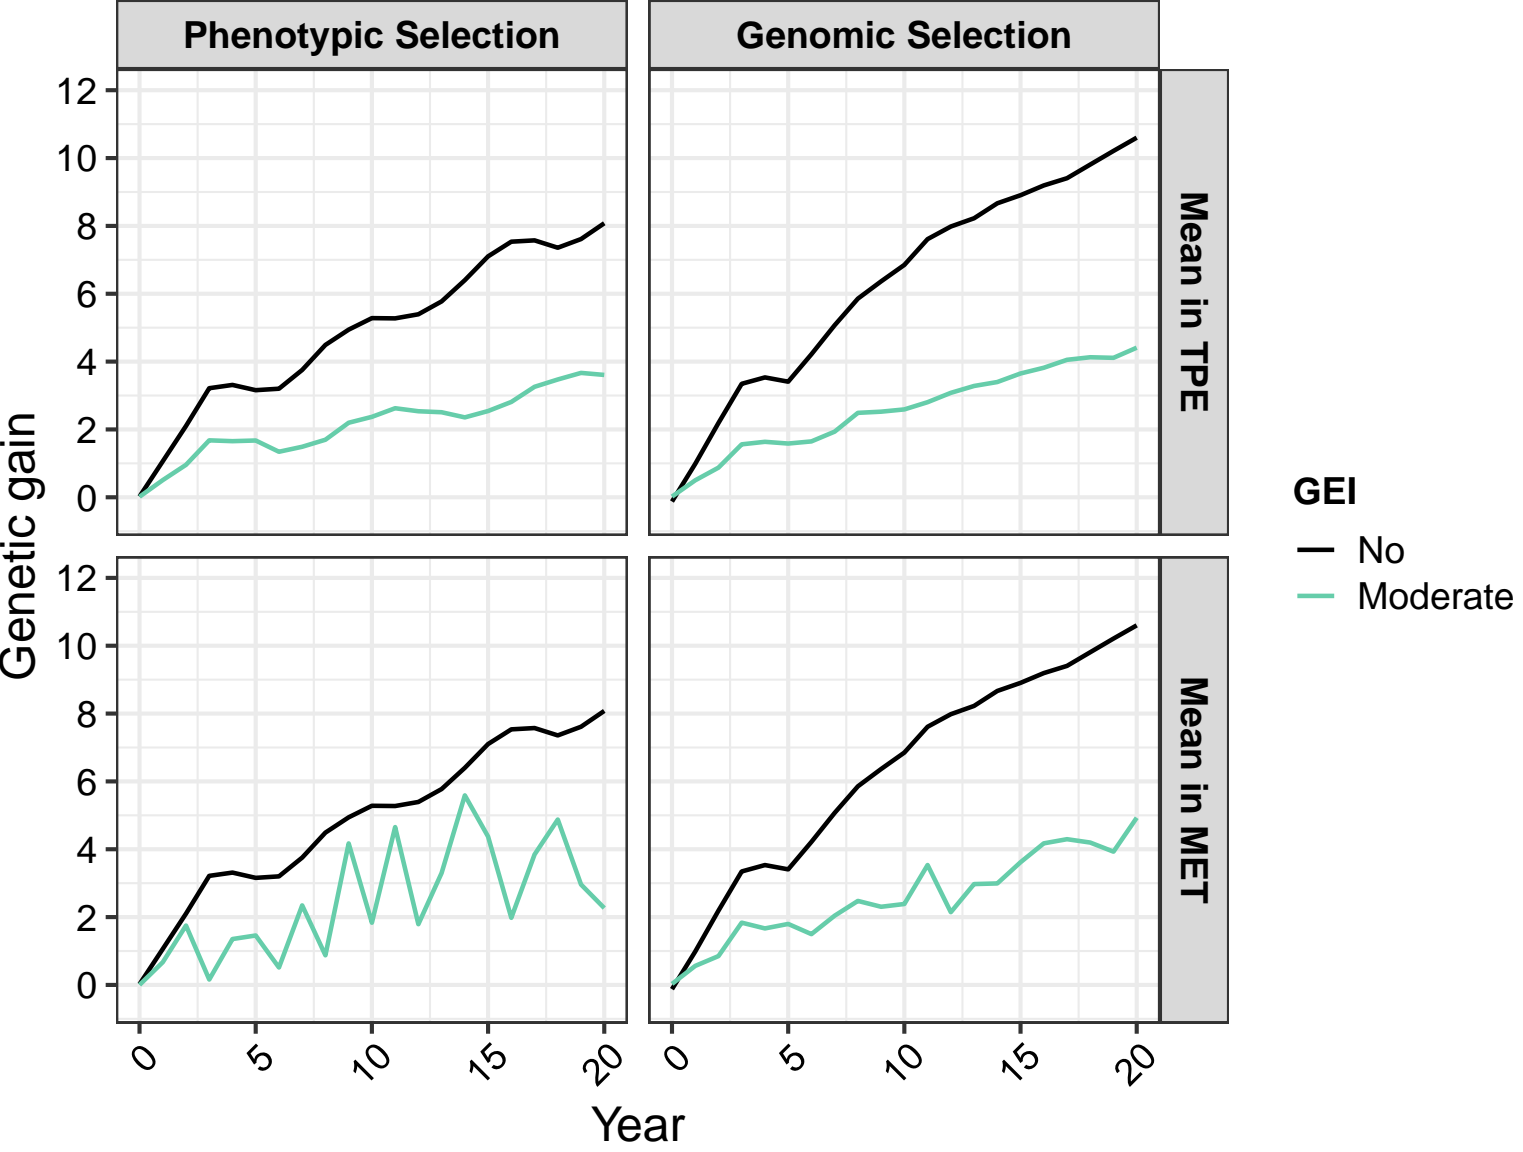 Phenotypic Selection
Genomic Selection
12
10
8
6
4
2
0
Mean in TPE
12
10
8
6
4
2
0
Mean in MET
Genetic gain
0 5 10 15 20
0 5 10 15 20
Year
GEI
No
Moderate